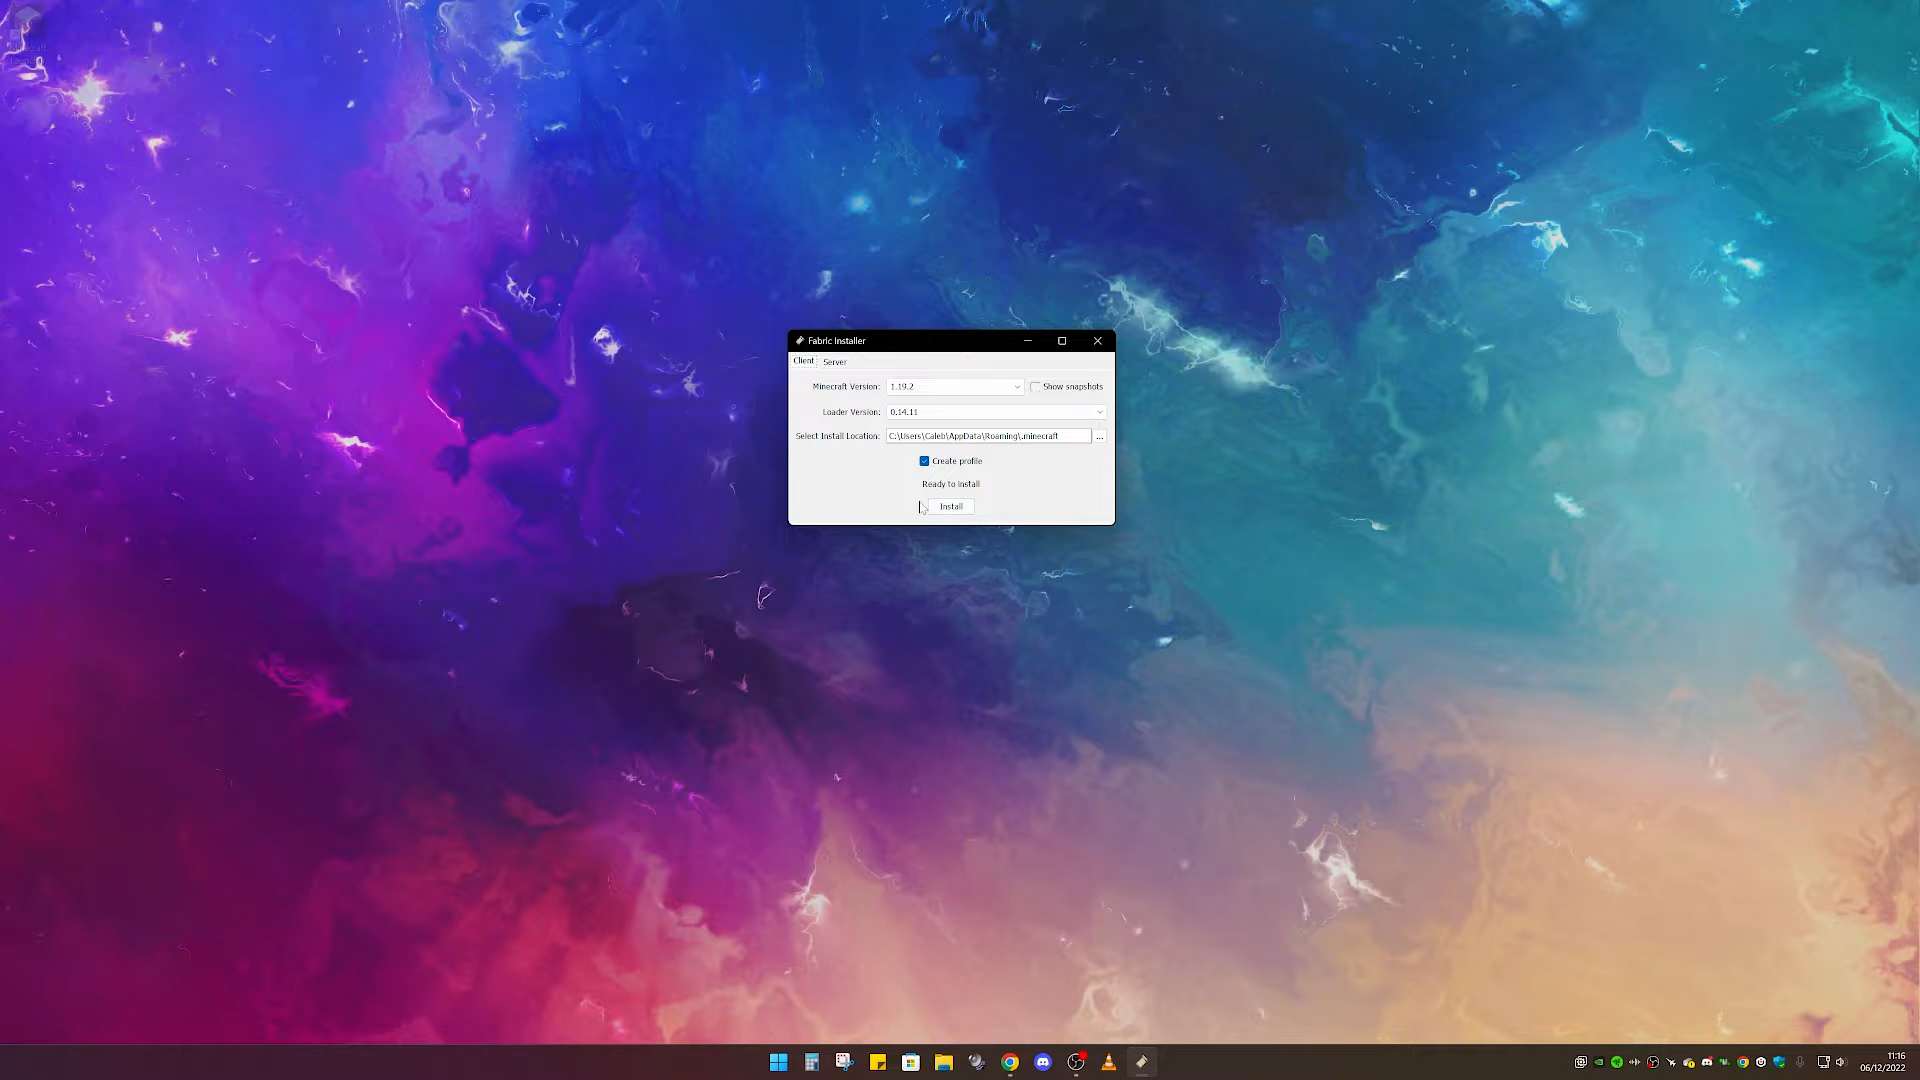 Fabric Installer
Client Server
Minecraft Version: 1.19.2 Show snapshots
Loader Version: 0.14.11
Select Install Location: C:\Users\Caleb\AppData\Roaming\.minecraft ...
Create profile
Ready to install
Install
11:16
06/12/2022